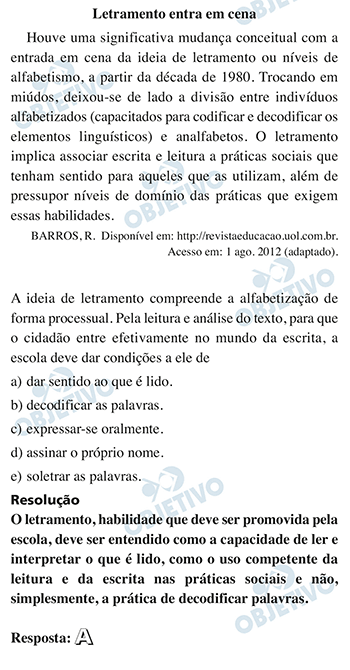 Letramento entra em cena
Houve uma significativa mudança conceitual com a
entrada em cena da ideia de letramento ou níveis de
alfabetismo, a partir da década de 1980. Trocando em
miúdos, deixou-se de lado a divisão entre indivíduos
alfabetizados (capacitados para codificar e decodificar os
elementos linguísticos) e analfabetos. O letramento
implica associar escrita e leitura a práticas sociais que
tenham sentido para aqueles que as utilizam, além de
pressupor níveis de domínio das práticas que exigem
essas habilidades.
BARROS, R. Disponível em: http://revistaeducacao.uol.com.br.
Acesso em: 1 ago. 2012 (adaptado).
A ideia de letramento compreende a alfabetização de
forma processual. Pela leitura e análise do texto, para que
o cidadão entre efetivamente no mundo da escrita, a
escola deve dar condições a ele de
a) dar sentido ao que é lido.
b) decodificar as palavras.
c) expressar-se oralmente.
d) assinar o próprio nome.
e) soletrar as palavras.
Resolução
O letramento, habilidade que deve ser promovida pela
escola, deve ser entendido como a capacidade de ler e
interpretar o que é lido, como o uso competente da
leitura e da escrita nas práticas sociais e não,
simplesmente, a prática de decodificar palavras.
Resposta: A
OBJETIVO
OBJETIVO
OBJETIVO
OBJETIVO
OBJETIVO
OBJETIVO
OBJETIVO